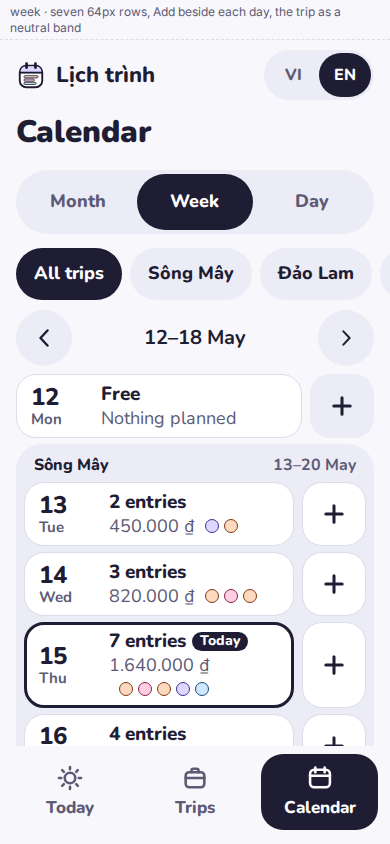 week · seven 64px rows, Add beside each day, the trip as a
neutral band
Lịch trình
VI
EN
Calendar
Month
Week
Day
All trips
Sông Mây
Đảo Lam
12–18 May
12
Mon
Free
Nothing planned
Sông Mây
13–20 May
13
Tue
2 entries
450.000 ₫
14
Wed
3 entries
820.000 ₫
15
Thu
7 entries
Today
1.640.000 ₫
16
4 entries
Today
Trips
Calendar